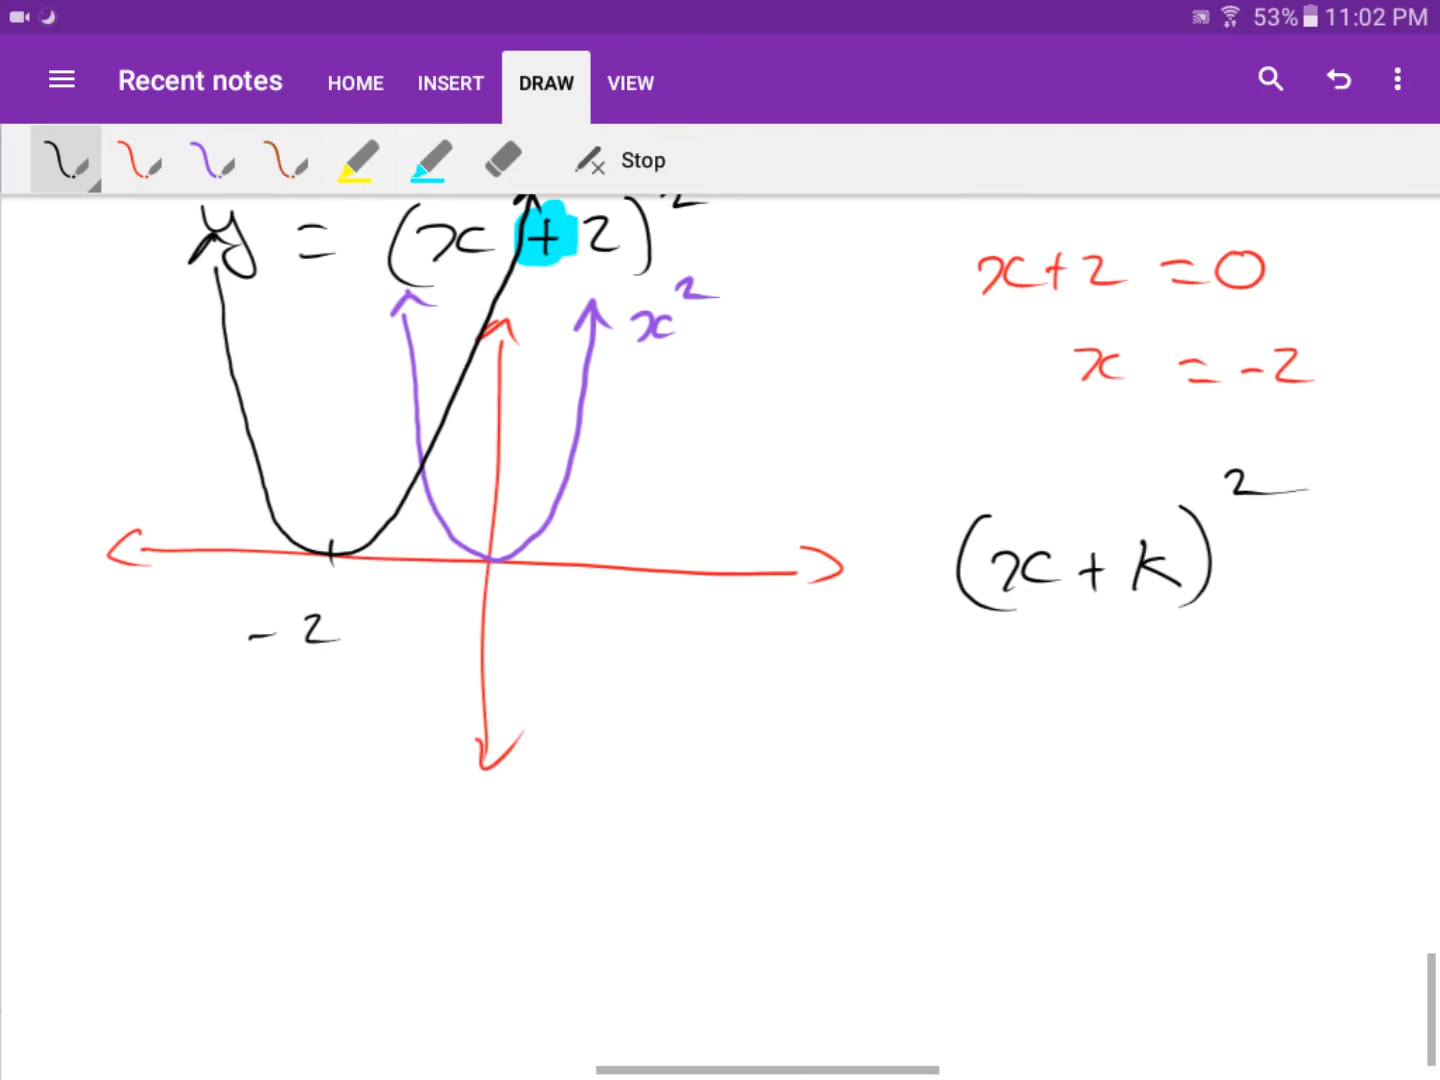 53% 11:02 PM
Recent notes HOME INSERT DRAW VIEW
Stop
y = (x + 2)²
x²
-2
x+2 = 0
x = -2
(x + k)²